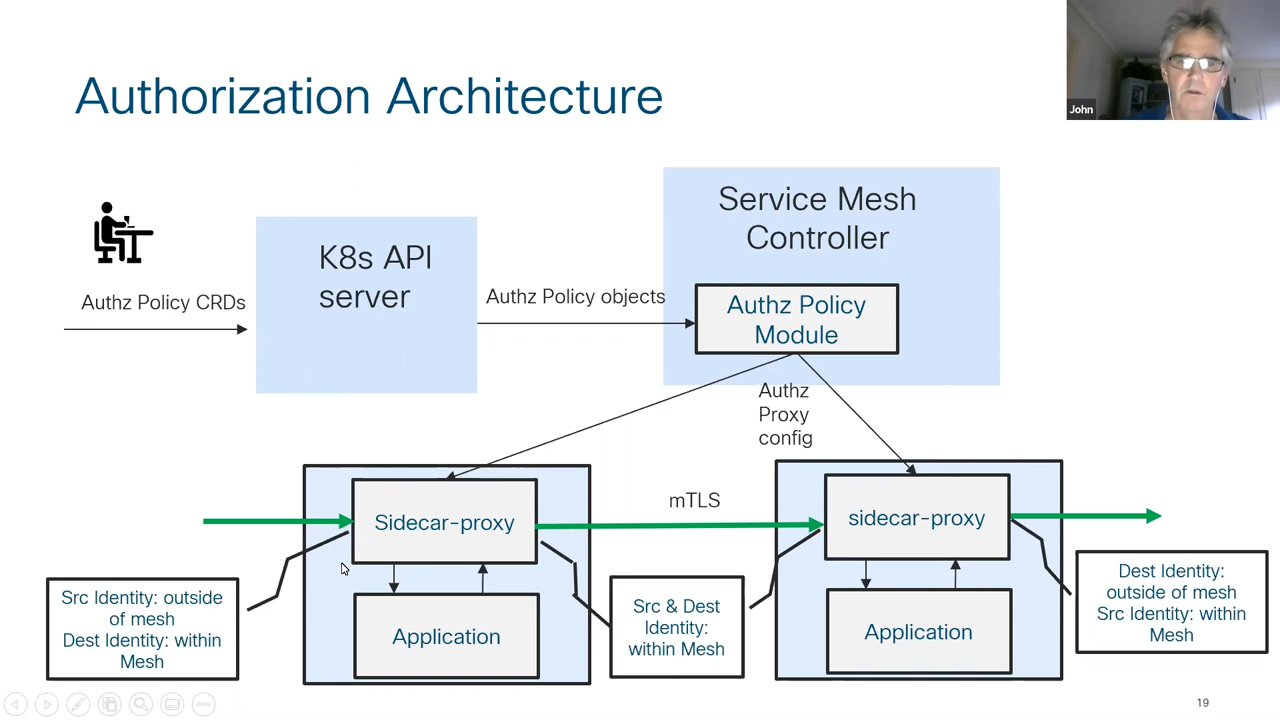 Authorization Architecture
John
Service Mesh
Controller
K8s API
server
Authz Policy CRDs
Authz Policy objects
Authz Policy
Module
Authz
Proxy
config
mTLS
Sidecar-proxy
sidecar-proxy
Src Identity: outside
of mesh
Dest Identity: within
Mesh
Application
Src & Dest
Identity:
within Mesh
Application
Dest Identity:
outside of mesh
Src Identity: within
Mesh
19